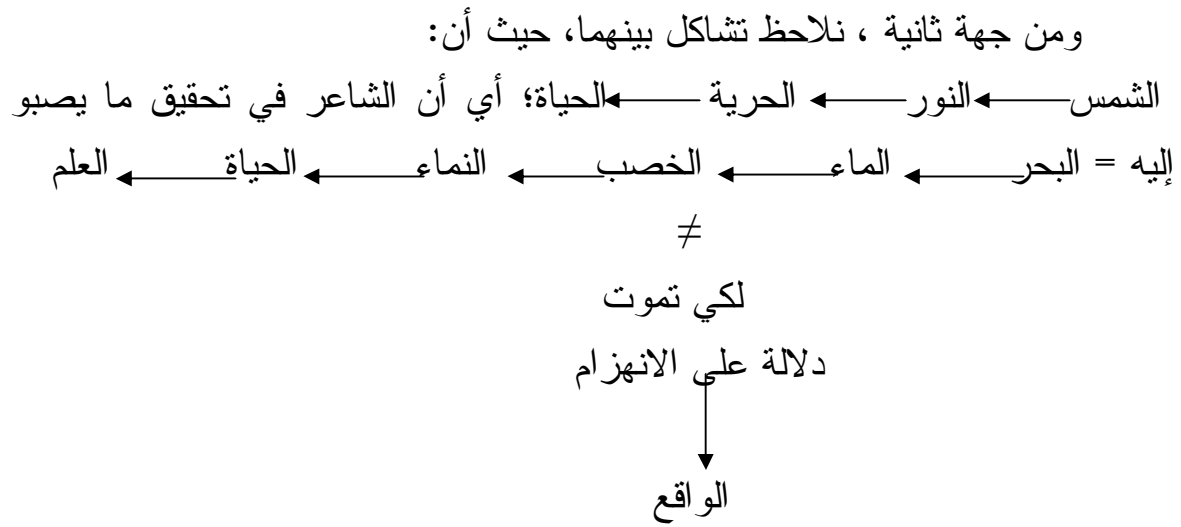 ومن جهة ثانية ، نلاحظ تشاكل بينهما، حيث أن:
الشمس ← النور ← الحرية ← الحياة؛ أي أن الشاعر في تحقيق ما يصبو
إليه = البحر ← الماء ← الخصب ← النماء ← الحياة ← العلم
≠
لكي تموت
دلالة على الانهزام
↓
الواقع